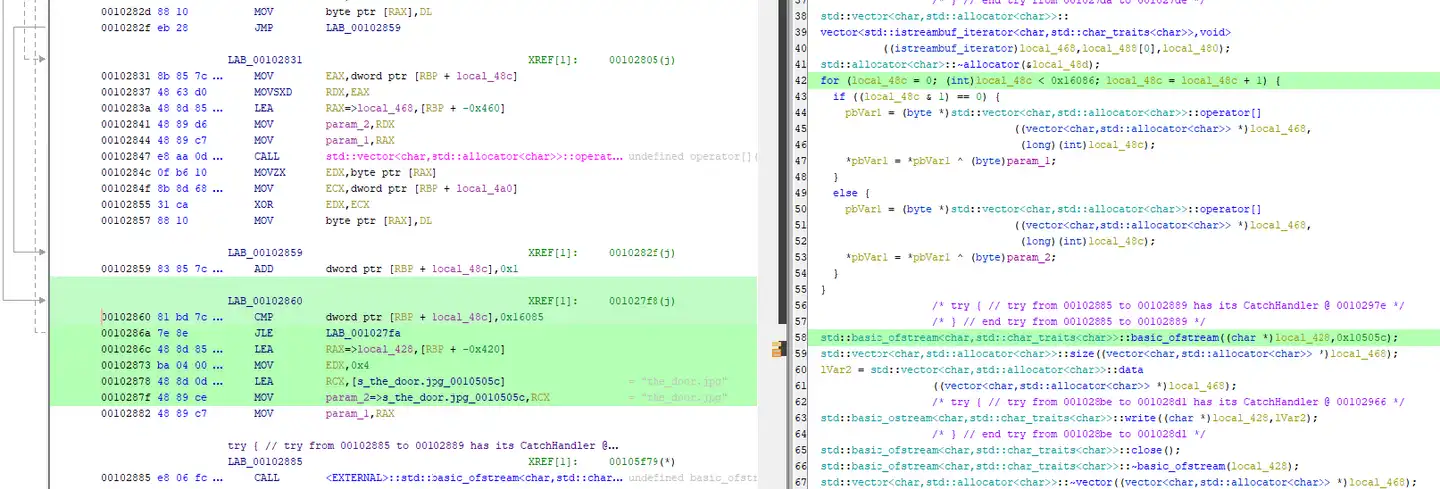 0010282d 88 10 MOV byte ptr [RAX],DL
0010282f eb 28 JMP LAB_00102859
LAB_00102831 XREF[1]: 00102805(j)
00102831 8b 85 7c ... MOV EAX,dword ptr [RBP + local_48c]
00102837 48 63 d0 MOVSXD RDX,EAX
0010283a 48 8d 85 ... LEA RAX=>local_468,[RBP + -0x460]
00102841 48 89 d6 MOV param_2,RDX
00102844 48 89 c7 MOV param_1,RAX
00102847 e8 aa 0d ... CALL std::vector<char,std::allocator<char>>::operat... undefined operator[](
0010284c 0f b6 10 MOVZX EDX,byte ptr [RAX]
0010284f 8b 8d 68 ... MOV ECX,dword ptr [RBP + local_4a0]
00102855 31 ca XOR EDX,ECX
00102857 88 10 MOV byte ptr [RAX],DL
LAB_00102859 XREF[1]: 0010282f(j)
00102859 83 85 7c ... ADD dword ptr [RBP + local_48c],0x1
LAB_00102860 XREF[1]: 001027f8(j)
00102860 81 bd 7c ... CMP dword ptr [RBP + local_48c],0x16085
0010286a 7e 8e JLE LAB_001027fa
0010286c 48 8d 85 ... LEA RAX=>local_428,[RBP + -0x420]
00102873 ba 04 00 ... MOV EDX,0x4
00102878 48 8d 0d ... LEA RCX,[s_the_door.jpg_0010505c] = "the_door.jpg"
0010287f 48 89 ce MOV param_2=>s_the_door.jpg_0010505c,RCX = "the_door.jpg"
00102882 48 89 c7 MOV param_1,RAX
try { // try from 00102885 to 00102889 has its CatchHandler @...
LAB_00102885 XREF[1]: 00105f79(*)
00102885 e8 06 fc ... CALL <EXTERNAL>::std::basic_ofstream<char,std::char... undefined basic_ofst
37 /* } // end try from 001027da to 001027de */
38 std::vector<char,std::allocator<char>>::
39 vector<std::istreambuf_iterator<char,std::char_traits<char>>,void>
40 ((istreambuf_iterator)local_468,local_488[0],local_480);
41 std::allocator<char>::~allocator(&local_48d);
42 for (local_48c = 0; (int)local_48c < 0x16086; local_48c = local_48c + 1) {
43 if ((local_48c & 1) == 0) {
44 pbVar1 = (byte *)std::vector<char,std::allocator<char>>::operator[]
45 ((vector<char,std::allocator<char>> *)local_468,
46 (long)(int)local_48c);
47 *pbVar1 = *pbVar1 ^ (byte)param_1;
48 }
49 else {
50 pbVar1 = (byte *)std::vector<char,std::allocator<char>>::operator[]
51 ((vector<char,std::allocator<char>> *)local_468,
52 (long)(int)local_48c);
53 *pbVar1 = *pbVar1 ^ (byte)param_2;
54 }
55 }
56 /* try { // try from 00102885 to 00102889 has its CatchHandler @ 0010297e */
57 /* } // end try from 00102885 to 00102889 */
58 std::basic_ofstream<char,std::char_traits<char>>::basic_ofstream((char *)local_428,0x10505c);
59 std::vector<char,std::allocator<char>>::size((vector<char,std::allocator<char>> *)local_468);
60 lVar2 = std::vector<char,std::allocator<char>>::data
61 ((vector<char,std::allocator<char>> *)local_468);
62 /* try { // try from 001028be to 001028d1 has its CatchHandler @ 00102966 */
63 std::basic_ostream<char,std::char_traits<char>>::write((char *)local_428,lVar2);
64 /* } // end try from 001028be to 001028d1 */
65 std::basic_ofstream<char,std::char_traits<char>>::close();
66 std::basic_ofstream<char,std::char_traits<char>>::~basic_ofstream(local_428);
67 std::vector<char,std::allocator<char>>::~vector((vector<char,std::allocator<char>> *)local_468);